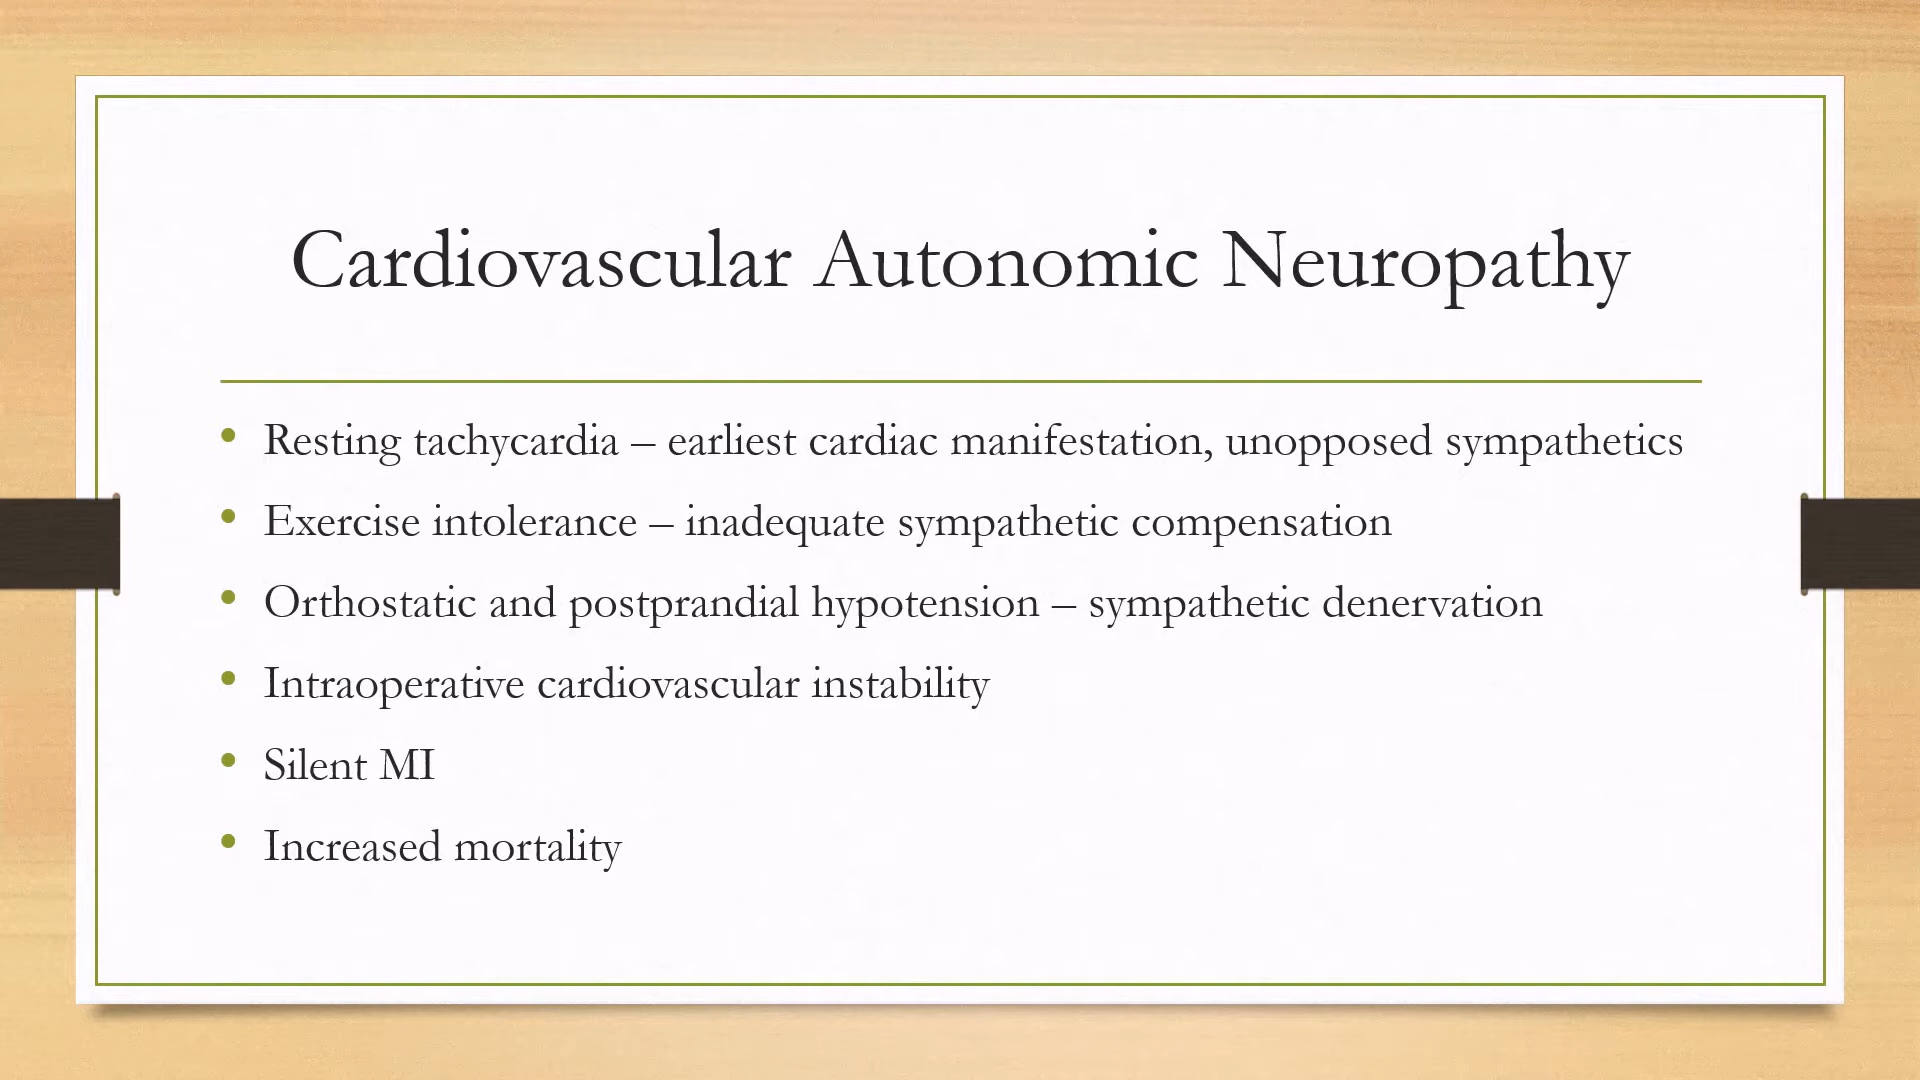 Cardiovascular Autonomic Neuropathy
• Resting tachycardia – earliest cardiac manifestation, unopposed sympathetics
• Exercise intolerance – inadequate sympathetic compensation
• Orthostatic and postprandial hypotension – sympathetic denervation
• Intraoperative cardiovascular instability
• Silent MI
• Increased mortality